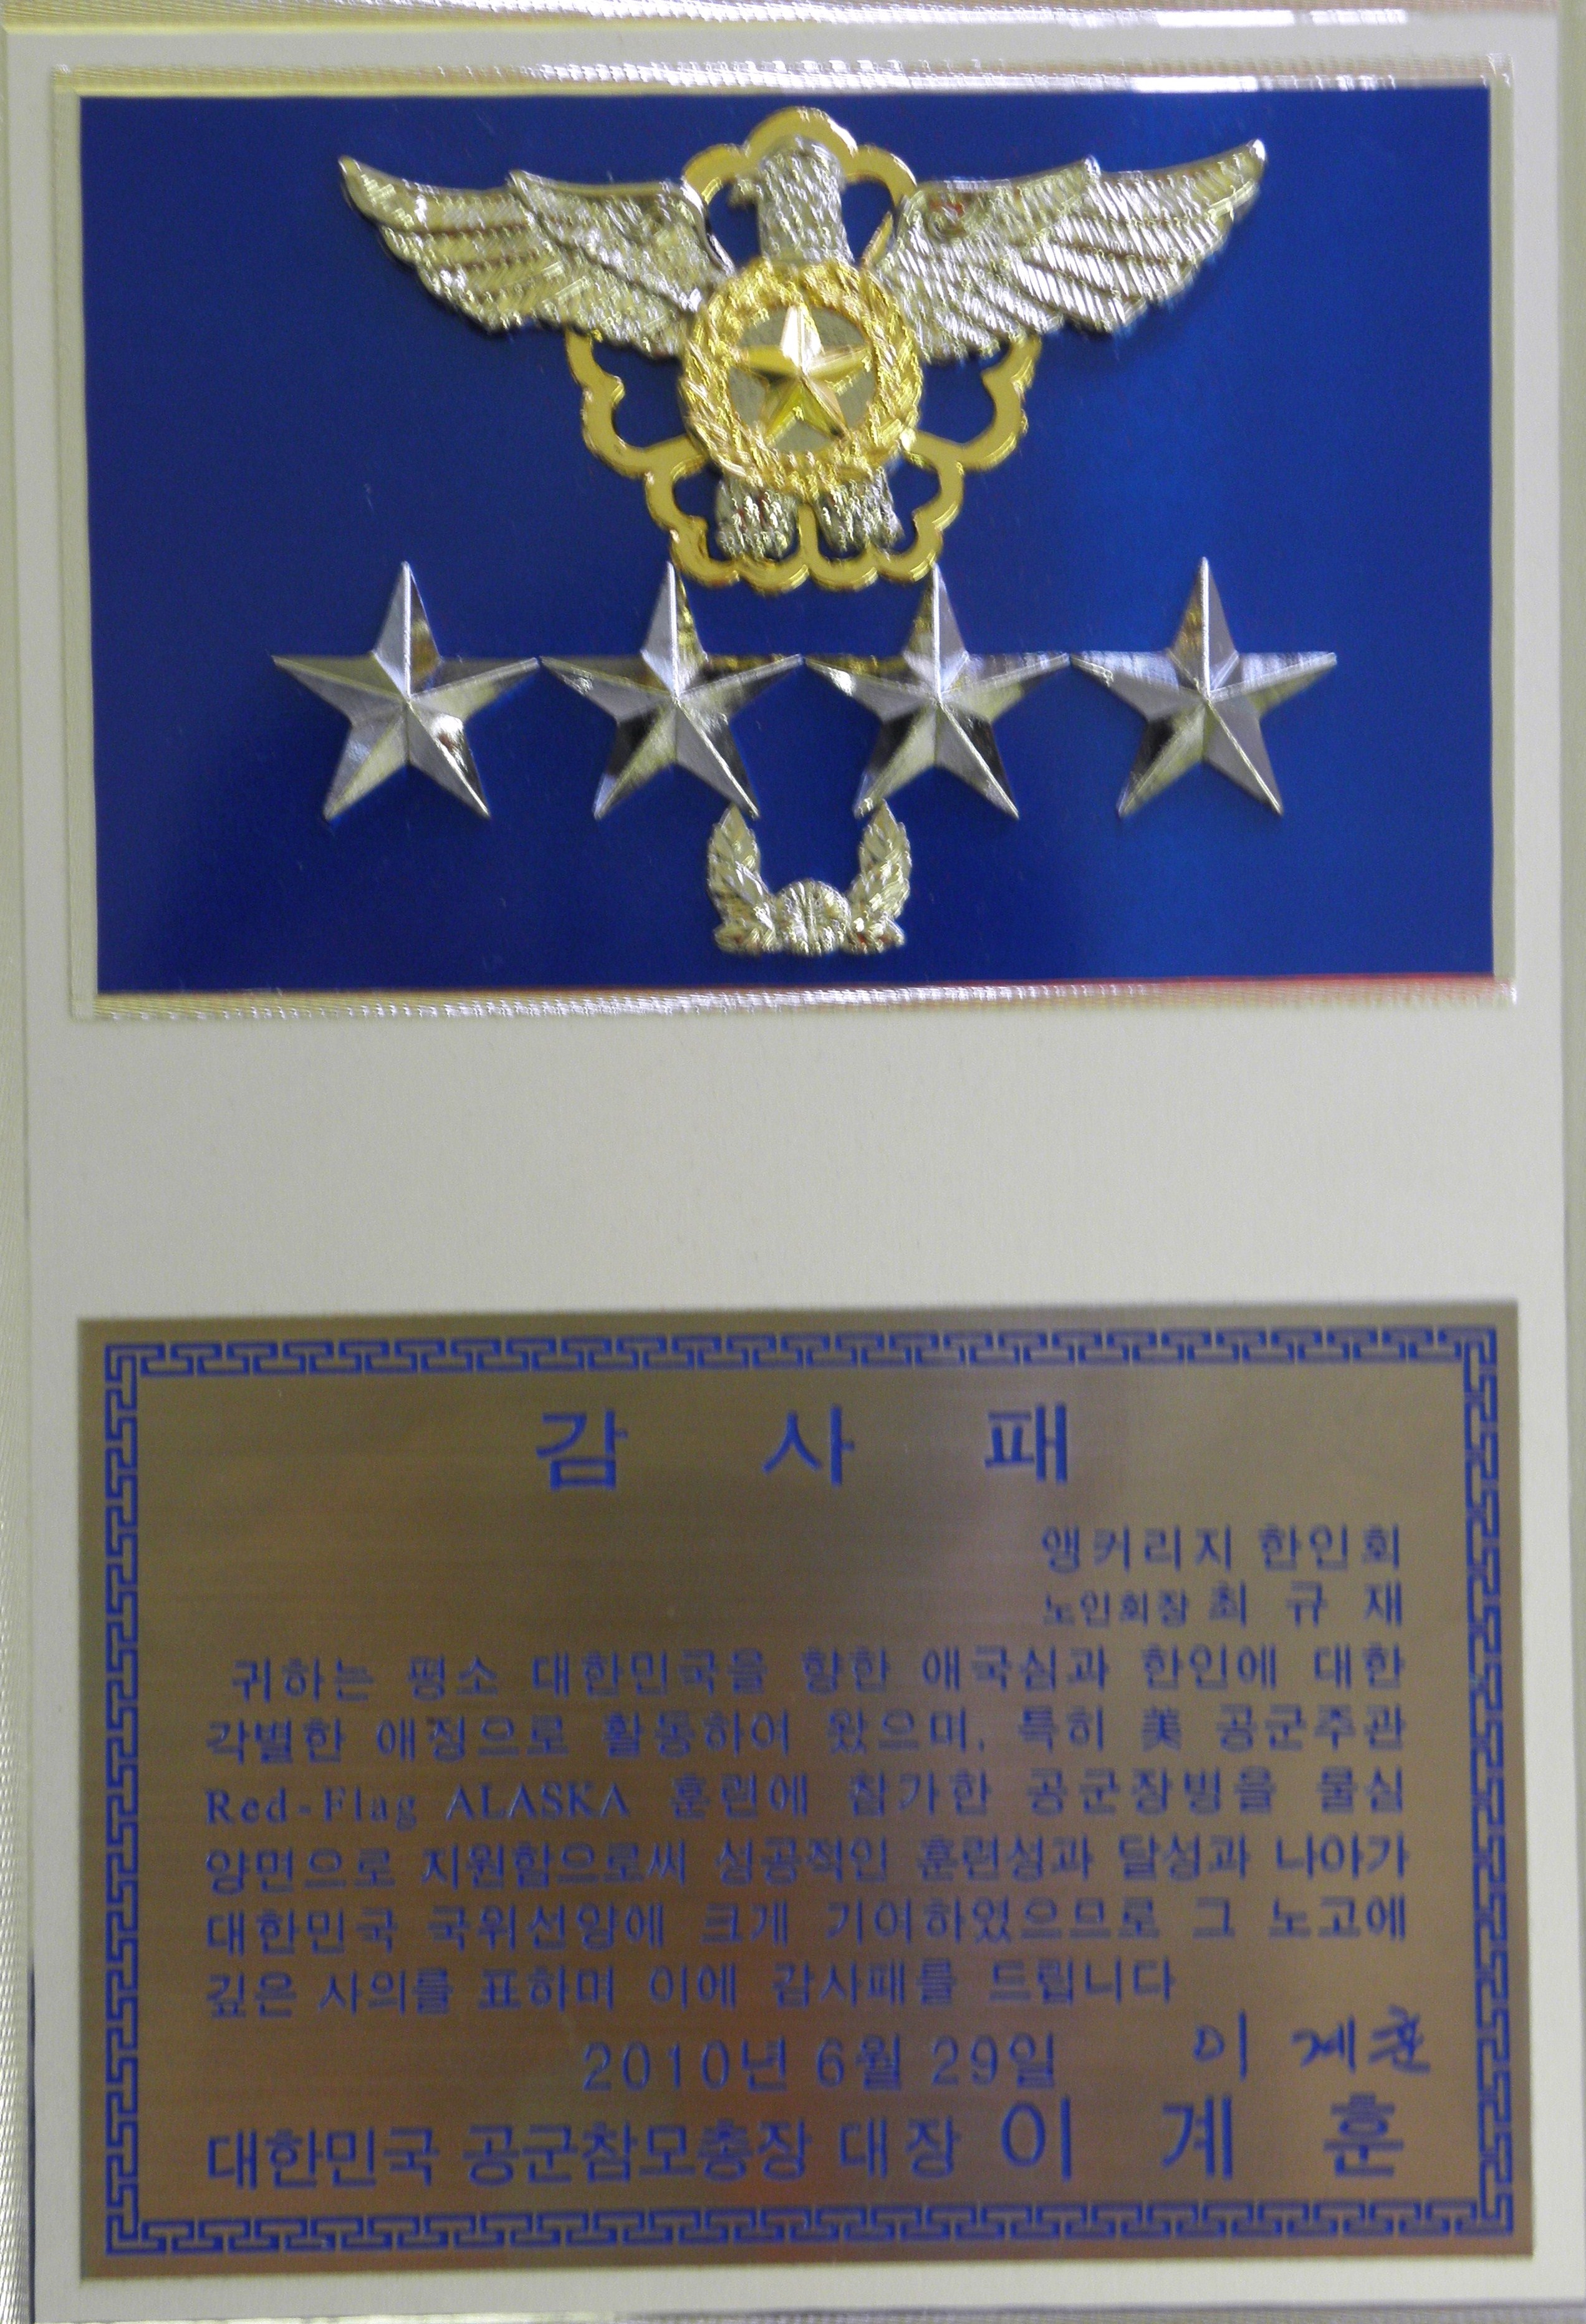 감 사 패
앵커리지 한인회
노인회장 최 규 재
귀하는 평소 대한민국을 향한 애국심과 한인에 대한
각별한 애정으로 활동하여 왔으며, 특히 美 공군주관
Red-Flag ALASKA 훈련에 참가한 공군장병을 물심
양면으로 지원함으로써 성공적인 훈련성과 달성과 나아가
대한민국 국위선양에 크게 기여하였으므로 그 노고에
깊은 사의를 표하며 이에 감사패를 드립니다
2010년 6월 29일 이 계훈
대한민국 공군참모총장 대장 이 계 훈